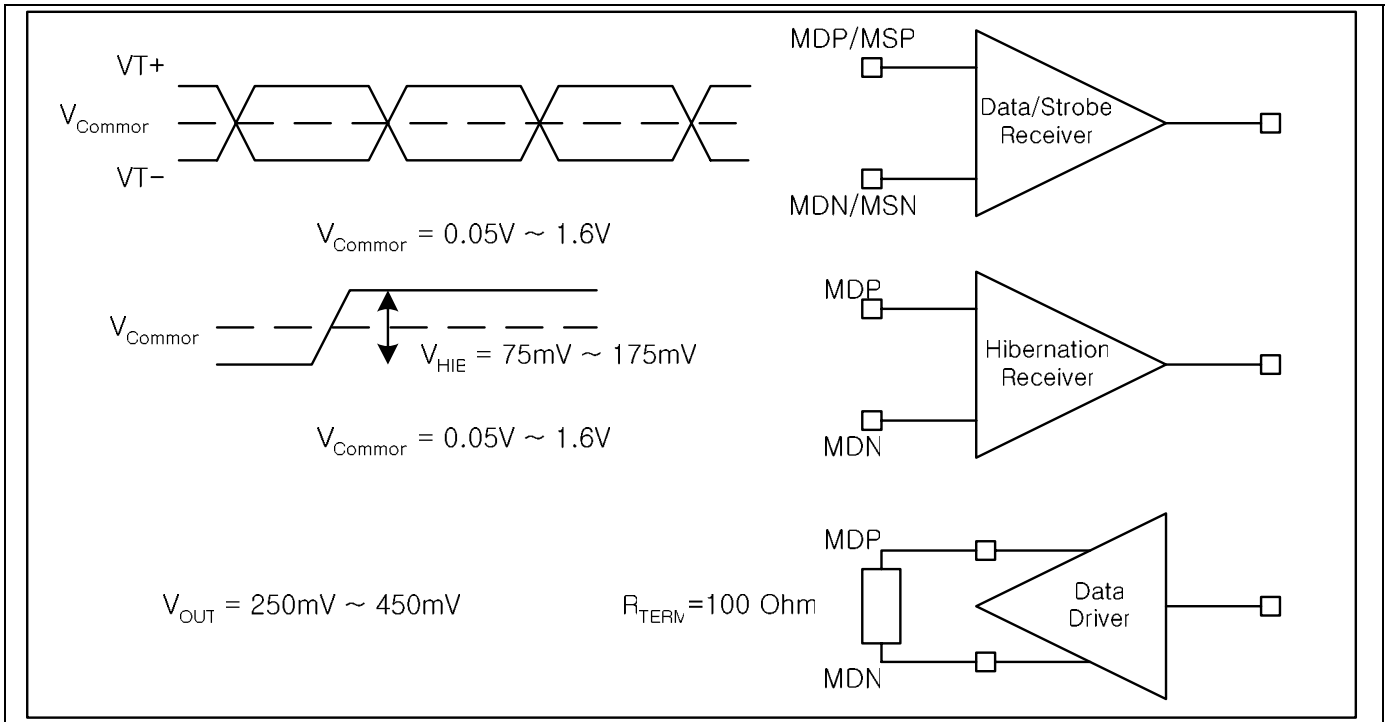 VT+
VCommor
VT−
VCommor = 0.05V ~ 1.6V
MDP/MSP
Data/Strobe
Receiver
MDN/MSN
VCommor
VHIE = 75mV ~ 175mV
VCommor = 0.05V ~ 1.6V
MDP
Hibernation
Receiver
MDN
VOUT = 250mV ~ 450mV
RTERM=100 Ohm
MDP
Data
Driver
MDN